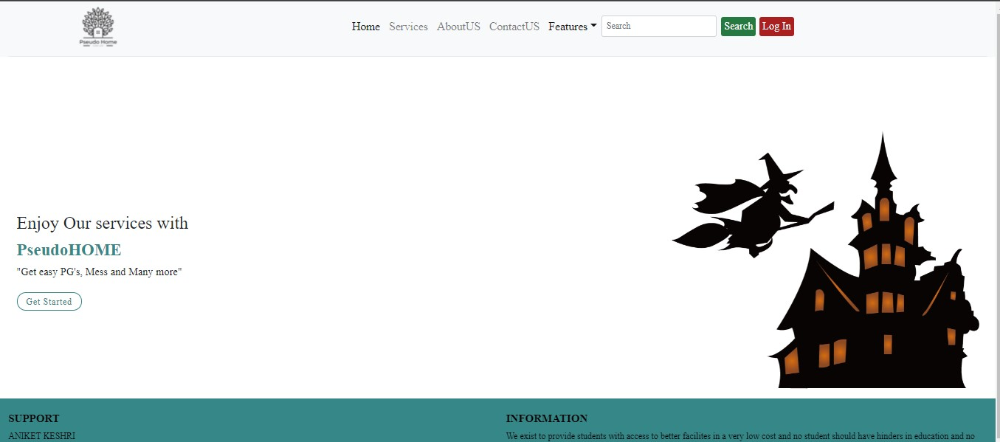 Pseudo Home
Home Services AboutUS ContactUS Features Search Search Log In
Enjoy Our services with
PseudoHOME
"Get easy PG's, Mess and Many more"
Get Started
SUPPORT
ANIKET KESHRI
INFORMATION
We exist to provide students with access to better facilites in a very low cost and no student should have hinders in education and no